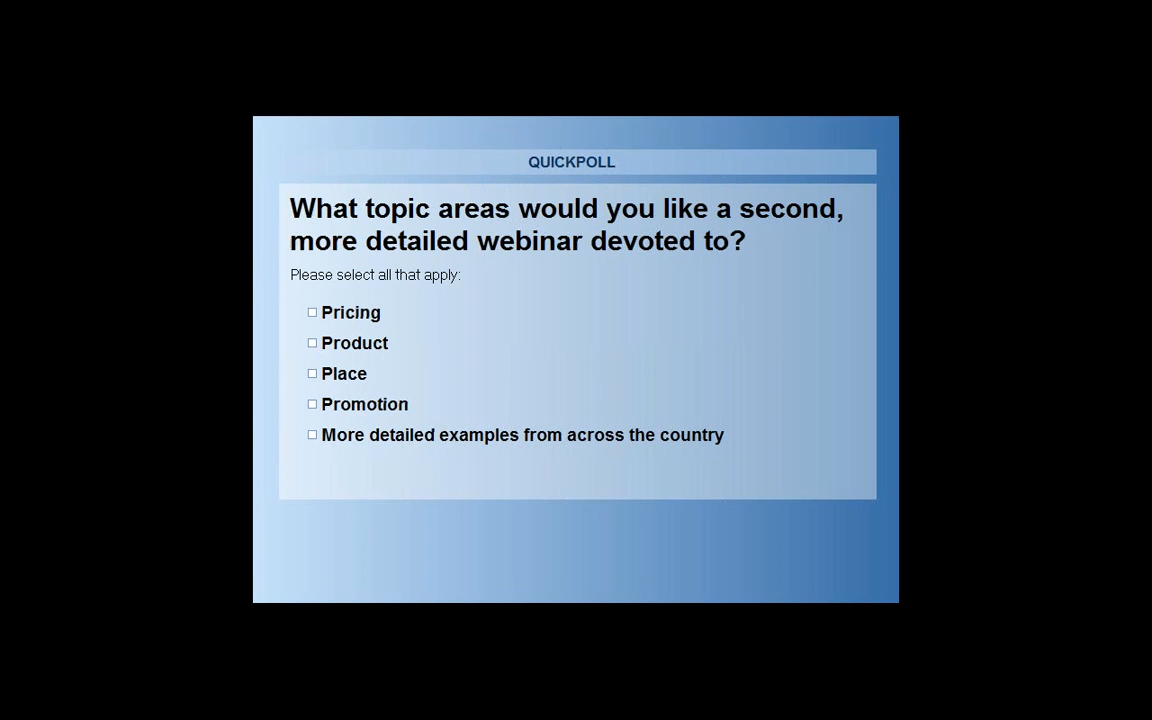 QUICKPOLL
What topic areas would you like a second,
more detailed webinar devoted to?
Please select all that apply:
Pricing
Product
Place
Promotion
More detailed examples from across the country